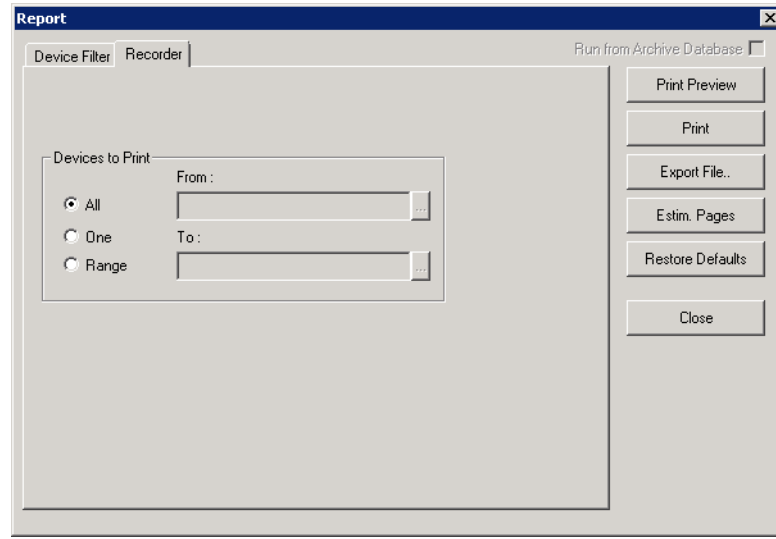 Report
Device Filter Recorder
Run from Archive Database
Print Preview
Print
Export File..
Estim. Pages
Restore Defaults
Close
Devices to Print
From :
All
...
One
To :
Range
...